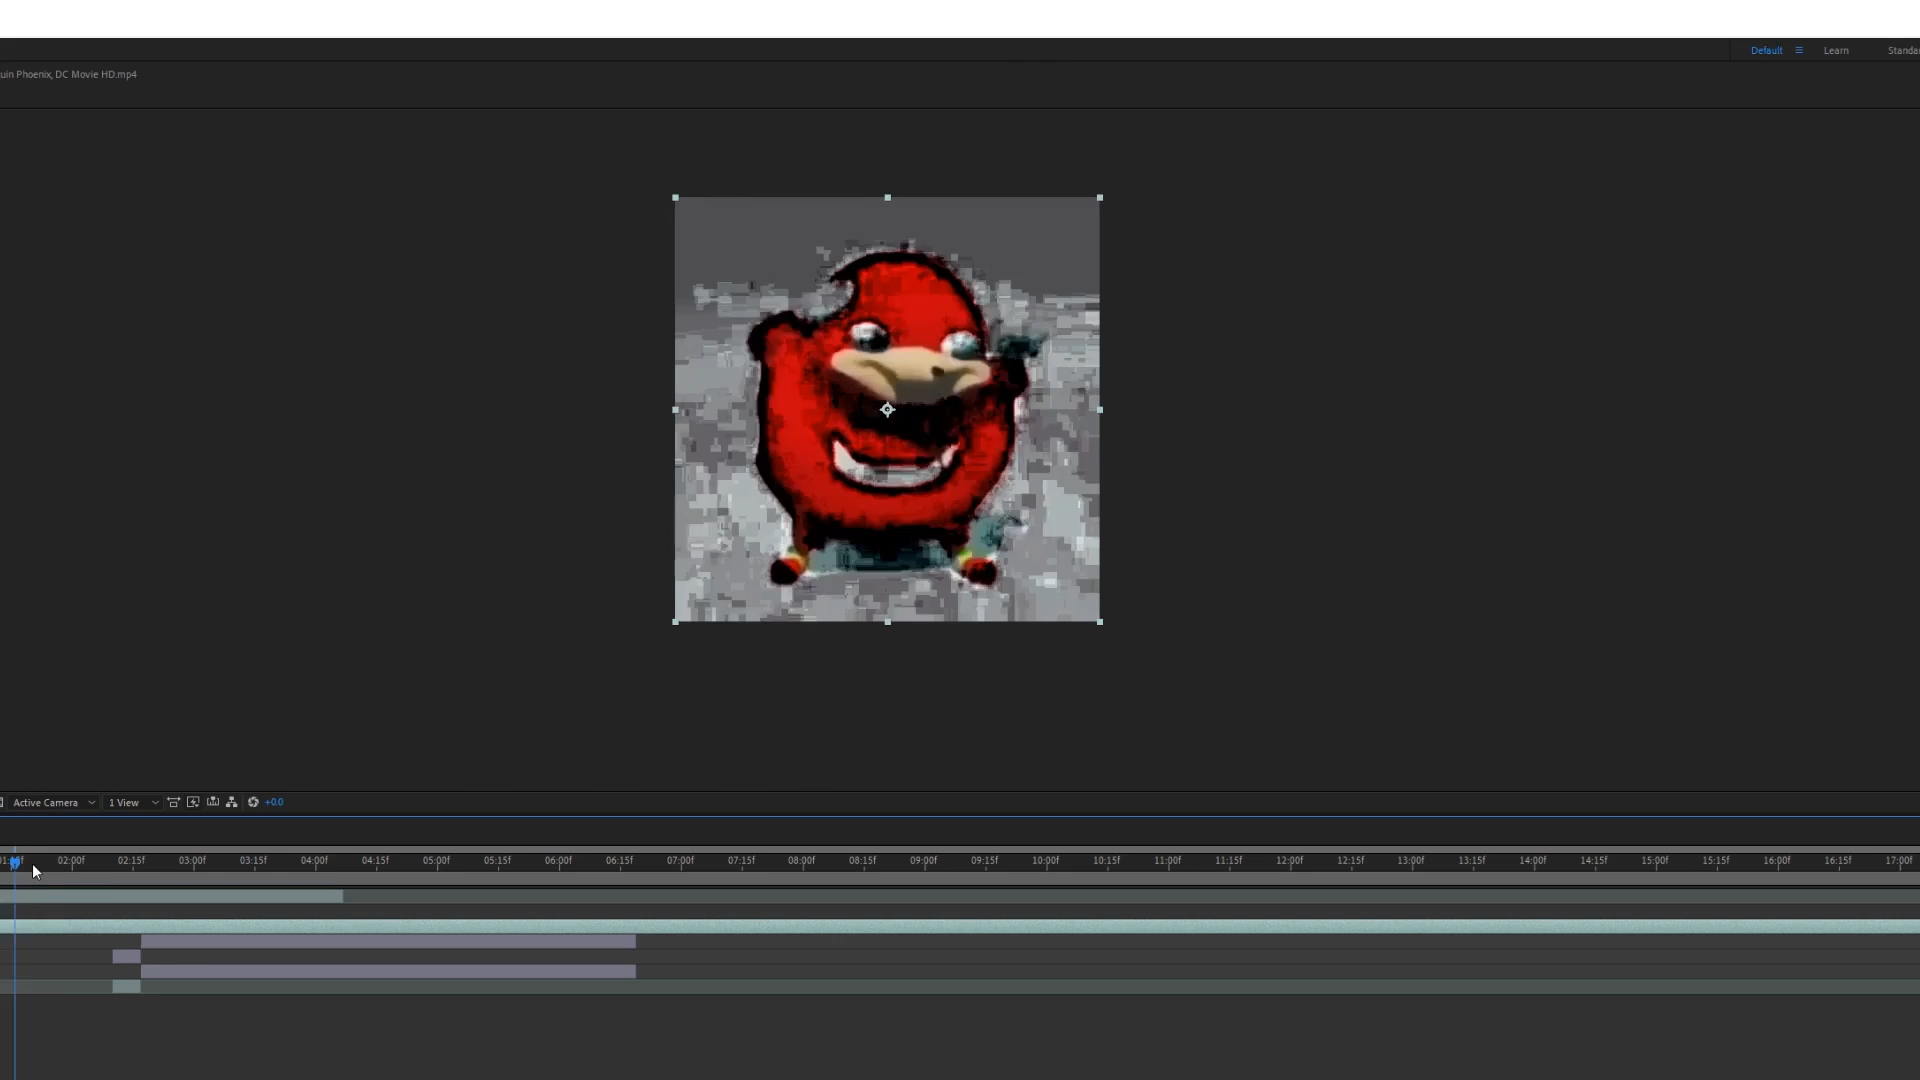 Default Learn Standa
uin Phoenix, DC Movie HD.mp4
Active Camera 1 View +0.0
02:00f 02:15f 03:00f 03:15f 04:00f 04:15f 05:00f 05:15f 06:00f 06:15f 07:00f 07:15f 08:00f 08:15f 09:00f 09:15f 10:00f 10:15f 11:00f 11:15f 12:00f 12:15f 13:00f 13:15f 14:00f 14:15f 15:00f 15:15f 16:00f 16:15f 17:00f